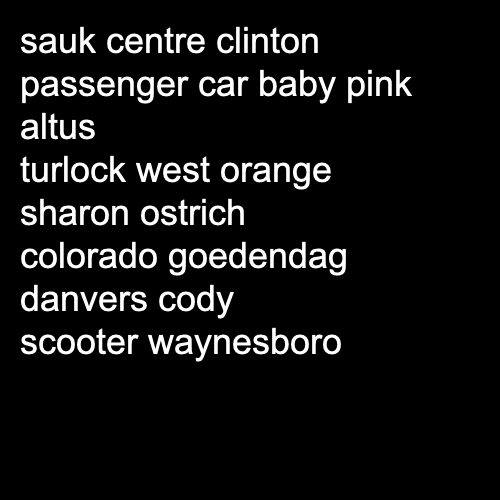 sauk centre clinton
passenger car baby pink
altus
turlock west orange
sharon ostrich
colorado goedendag
danvers cody
scooter waynesboro